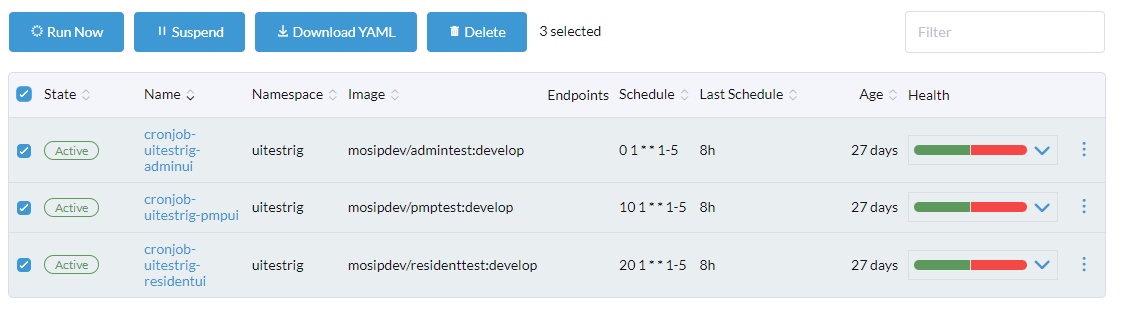 Run Now Suspend Download YAML Delete 3 selected Filter
State Name Namespace Image Endpoints Schedule Last Schedule Age Health
cronjob-
Active uitestrig- uitestrig mosipdev/admintest:develop 0 1 * * 1-5 8h 27 days
adminui
cronjob-
Active uitestrig-pmpui uitestrig mosipdev/pmptest:develop 10 1 * * 1-5 8h 27 days
cronjob-
Active uitestrig- uitestrig mosipdev/residenttest:develop 20 1 * * 1-5 8h 27 days
residentui